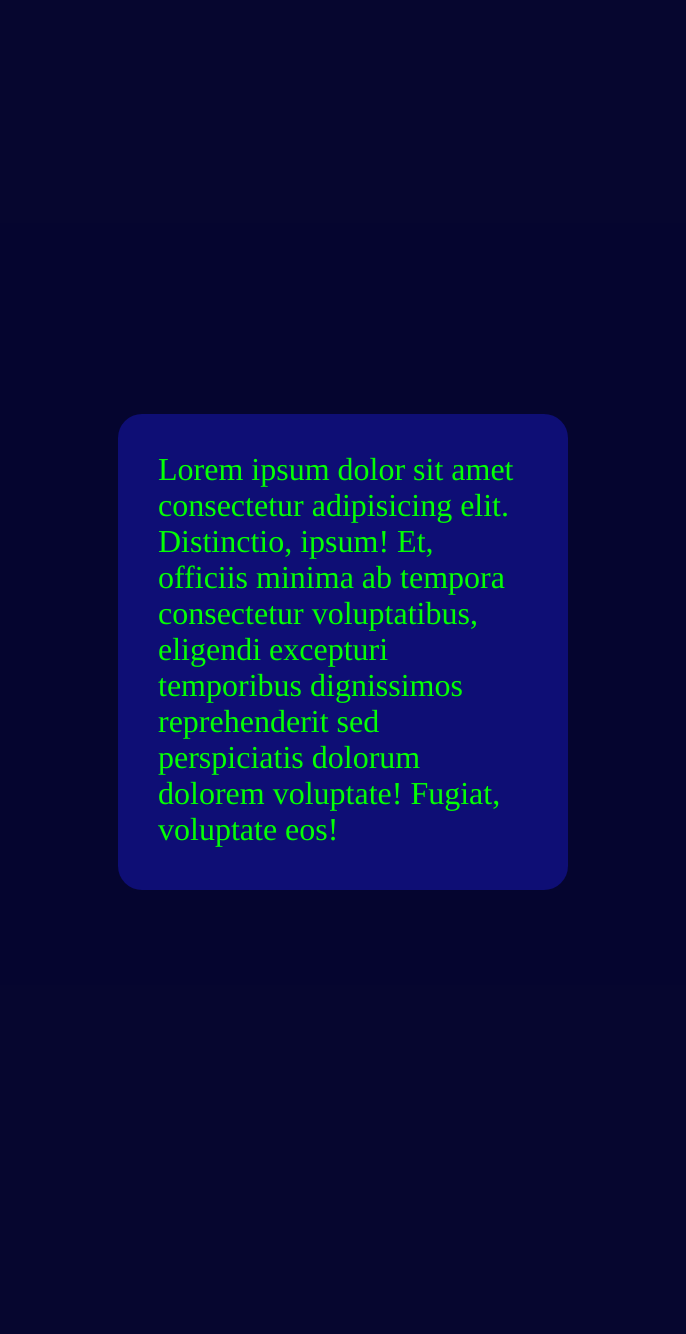 Lorem ipsum dolor sit amet
consectetur adipisicing elit.
Distinctio, ipsum! Et,
officiis minima ab tempora
consectetur voluptatibus,
eligendi excepturi
temporibus dignissimos
reprehenderit sed
perspiciatis dolorum
dolorem voluptate! Fugiat,
voluptate eos!